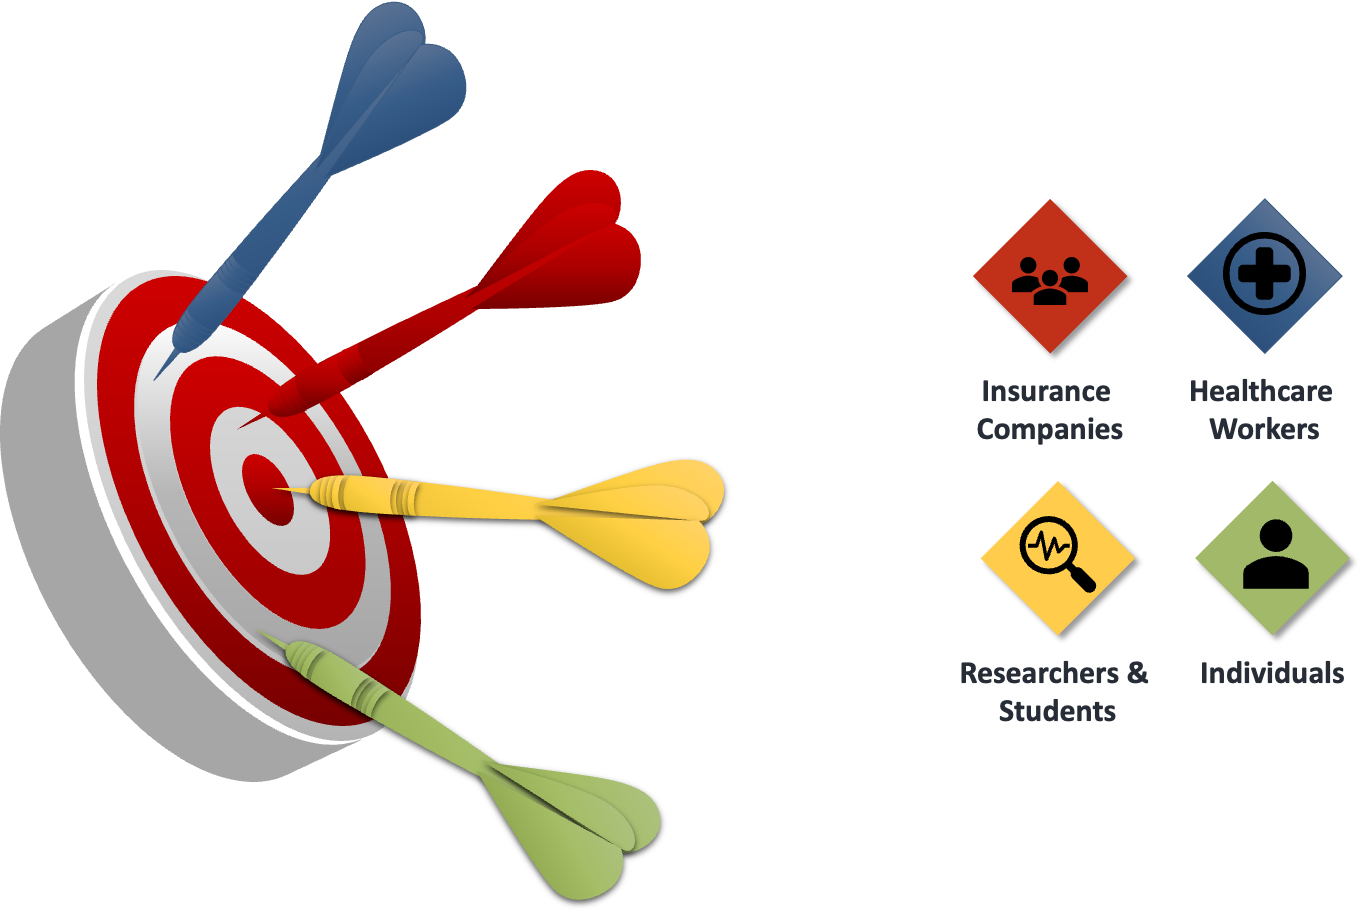 Insurance
Companies
Healthcare
Workers
Researchers &
Students
Individuals